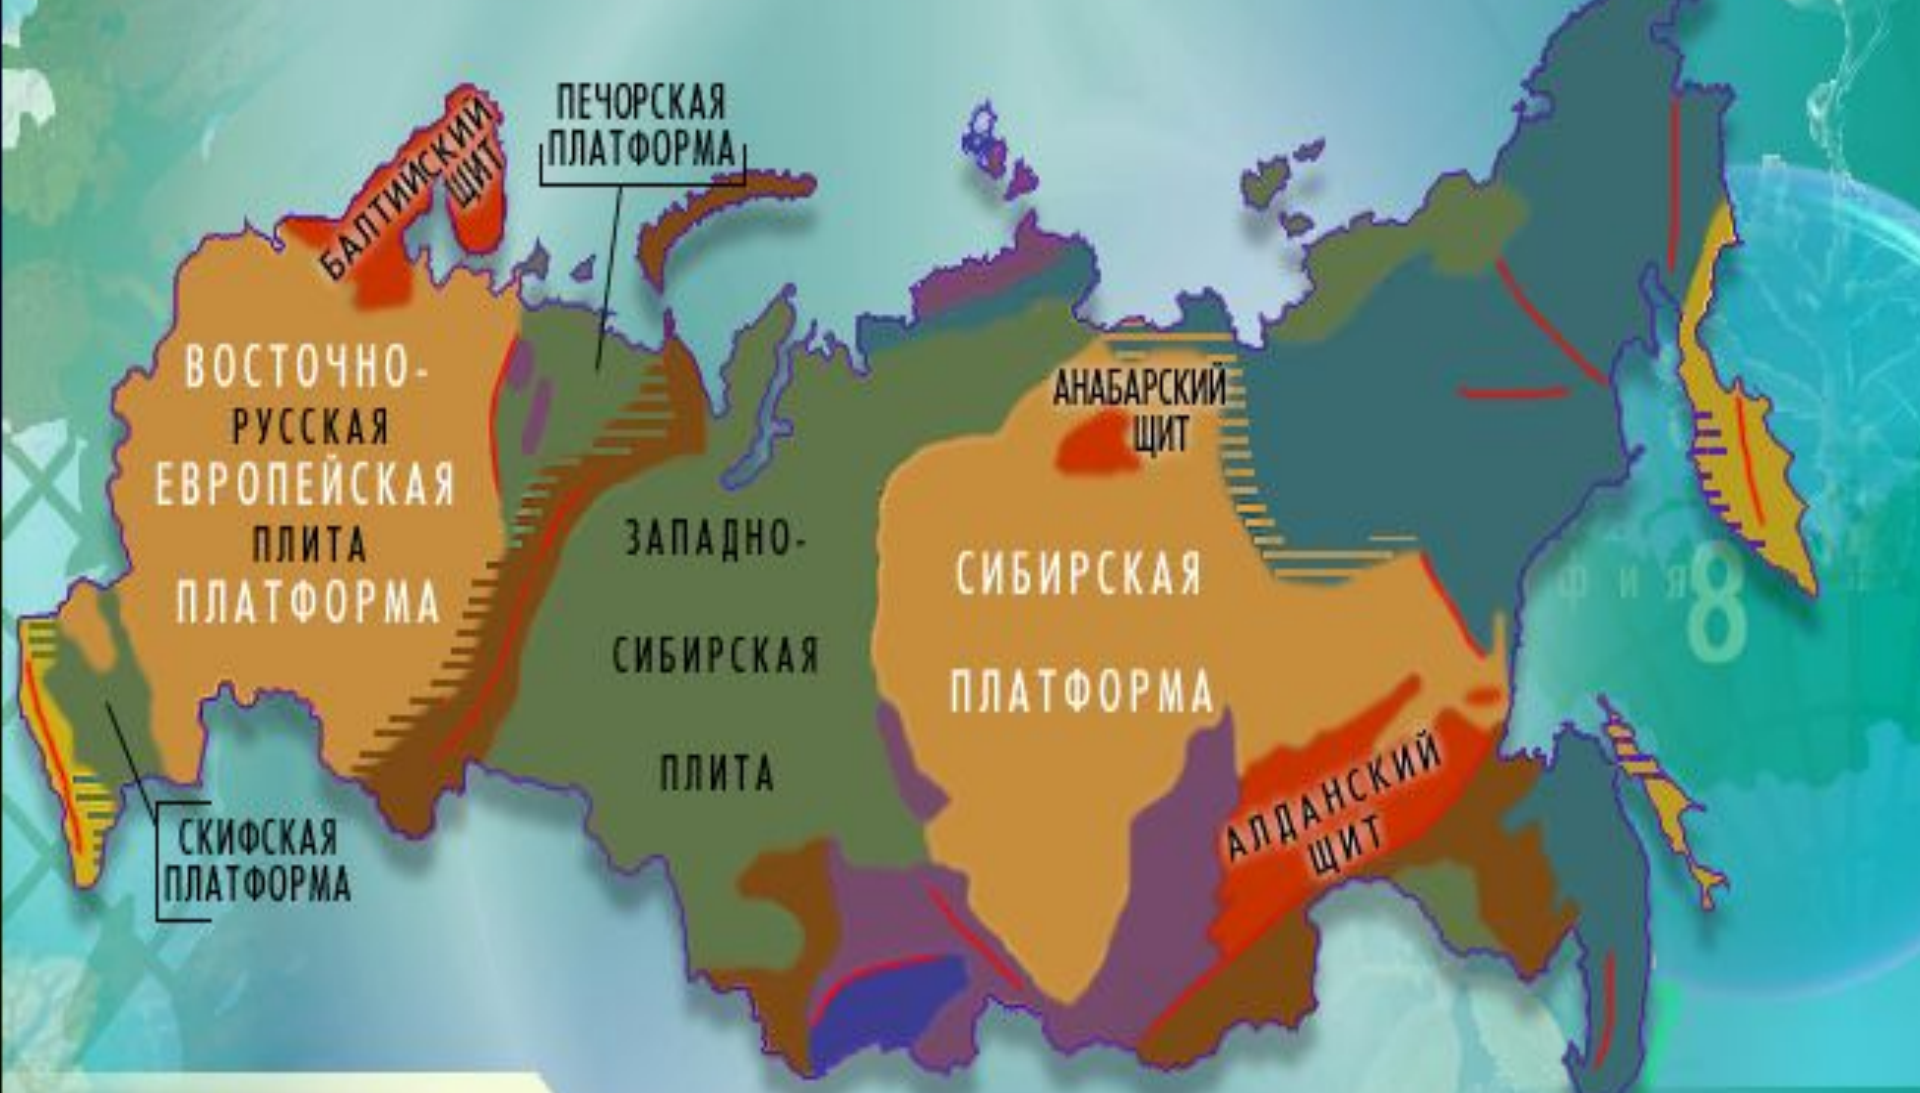 ПЕЧОРСКАЯ
ПЛАТФОРМА
БАЛТИЙСКИЙ
ЩИТ
ВОСТОЧНО-
РУССКАЯ
ЕВРОПЕЙСКАЯ
ПЛИТА
ПЛАТФОРМА
АНАБАРСКИЙ
ЩИТ
ЗАПАДНО-
СИБИРСКАЯ
ПЛИТА
СИБИРСКАЯ
ПЛАТФОРМА
АЛДАНСКИЙ
ЩИТ
СКИФСКАЯ
ПЛАТФОРМА
8